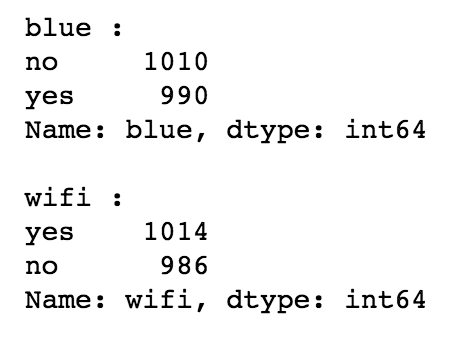 blue :
no     1010
yes     990
Name: blue, dtype: int64
wifi :
yes    1014
no      986
Name: wifi, dtype: int64